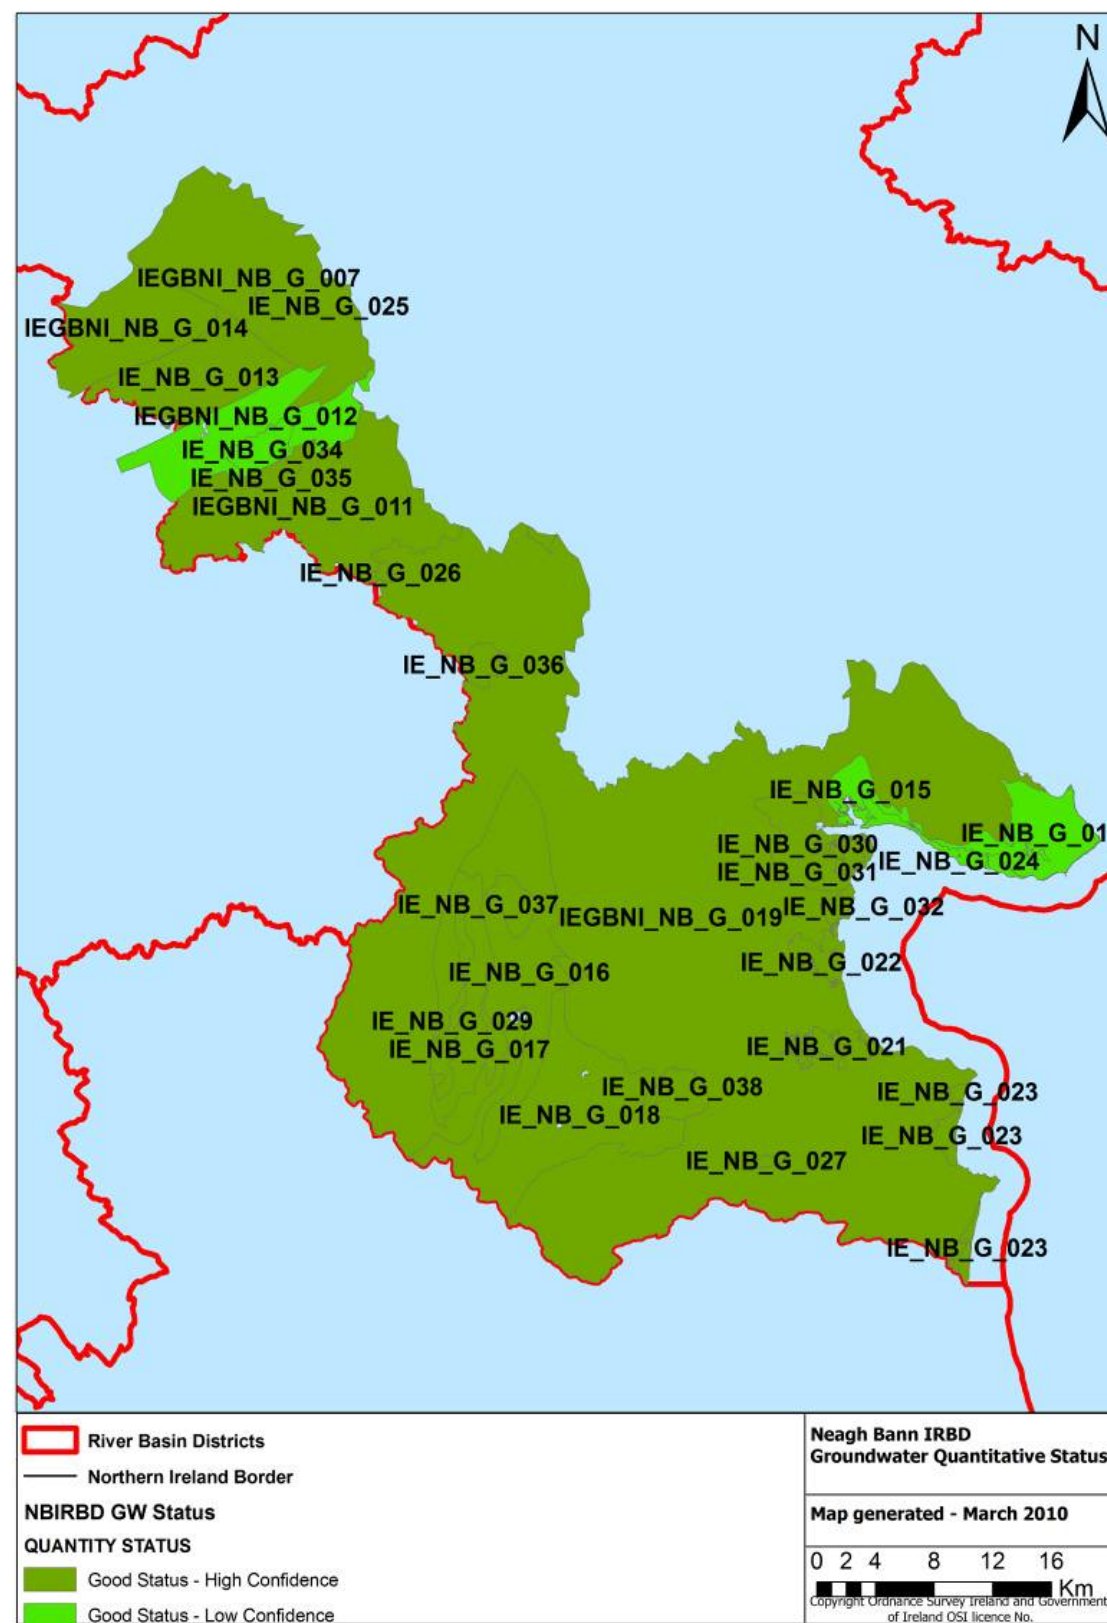 N
IEGBNI_NB_G_007
IE_NB_G_025
IEGBNI_NB_G_014
IE_NB_G_013
IEGBNI_NB_G_012
IE_NB_G_034
IE_NB_G_035
IEGBNI_NB_G_011
IE_NB_G_026
IE_NB_G_036
IE_NB_G_015
IE_NB_G_01
IE_NB_G_030
IE_NB_G_024
IE_NB_G_031
IE_NB_G_037
IEGBNI_NB_G_019
IE_NB_G_032
IE_NB_G_022
IE_NB_G_016
IE_NB_G_029
IE_NB_G_017
IE_NB_G_021
IE_NB_G_038
IE_NB_G_023
IE_NB_G_018
IE_NB_G_023
IE_NB_G_027
IE_NB_G_023
River Basin Districts
Northern Ireland Border
NBIRBD GW Status
QUANTITY STATUS
Good Status - High Confidence
Good Status - Low Confidence
Neagh Bann IRBD
Groundwater Quantitative Status
Map generated - March 2010
0 2 4 8 12 16
Km
Copyright Ordnance Survey Ireland and Government
of Ireland OSI licence No.